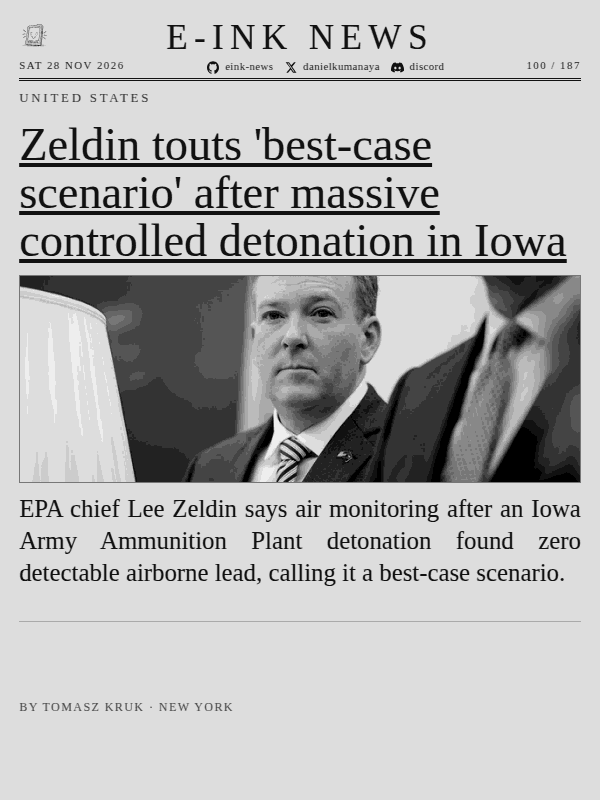 E-INK NEWS
SAT 28 NOV 2026
eink-news danielkumanaya discord
100 / 187
UNITED STATES
Zeldin touts 'best-case
scenario' after massive
controlled detonation in Iowa
EPA chief Lee Zeldin says air monitoring after an Iowa
Army Ammunition Plant detonation found zero
detectable airborne lead, calling it a best-case scenario.
BY TOMASZ KRUK · NEW YORK